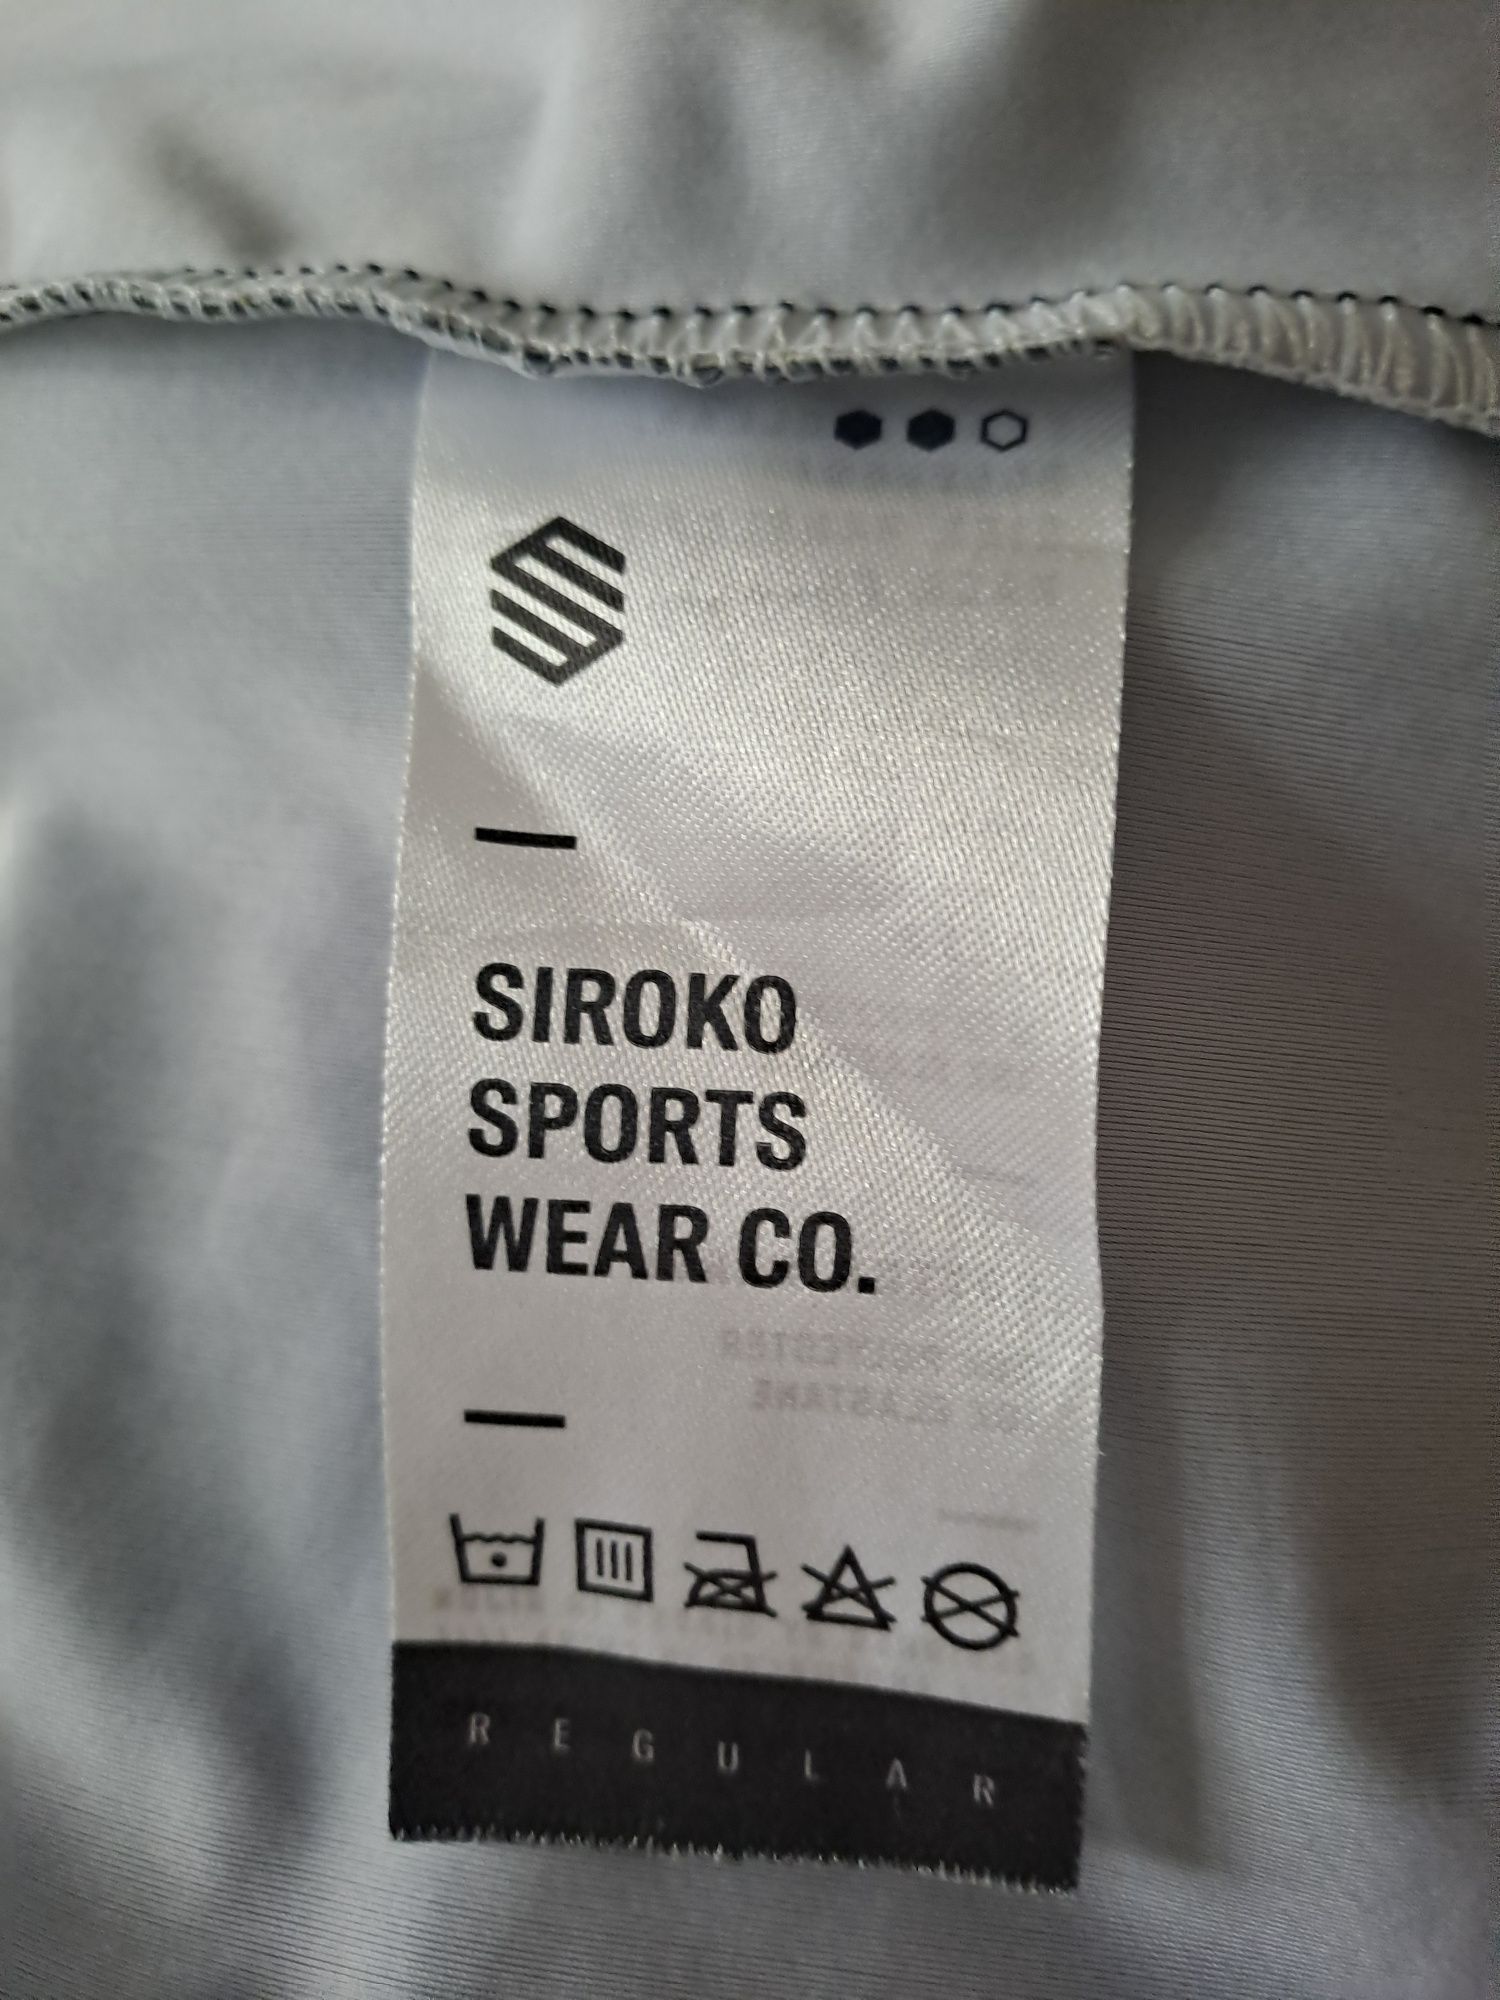 SIROKO
SPORTS
WEAR CO.
REGULAR